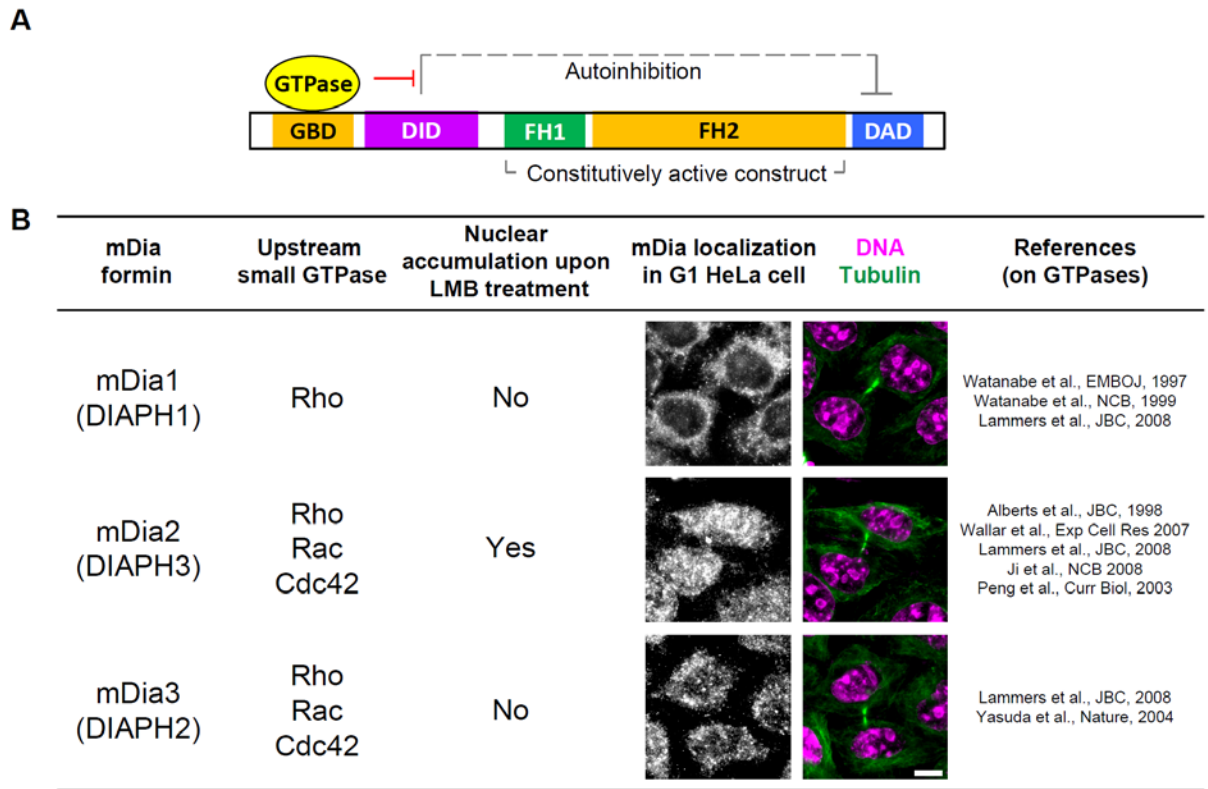 A
GTPase
Autoinhibition
GBD
DID
FH1
FH2
DAD
Constitutively active construct
B
mDia
formin
Upstream
small GTPase
Nuclear
accumulation upon
LMB treatment
mDia localization
in G1 HeLa cell
DNA
Tubulin
References
(on GTPases)
mDia1
(DIAPH1)
Rho
No
Watanabe et al., EMBOJ, 1997
Watanabe et al., NCB, 1999
Lammers et al., JBC, 2008
mDia2
(DIAPH3)
Rho
Rac
Cdc42
Yes
Alberts et al., JBC, 1998
Wallar et al., Exp Cell Res 2007
Lammers et al., JBC, 2008
Ji et al., NCB 2008
Peng et al., Curr Biol, 2003
mDia3
(DIAPH2)
Rho
Rac
Cdc42
No
Lammers et al., JBC, 2008
Yasuda et al., Nature, 2004